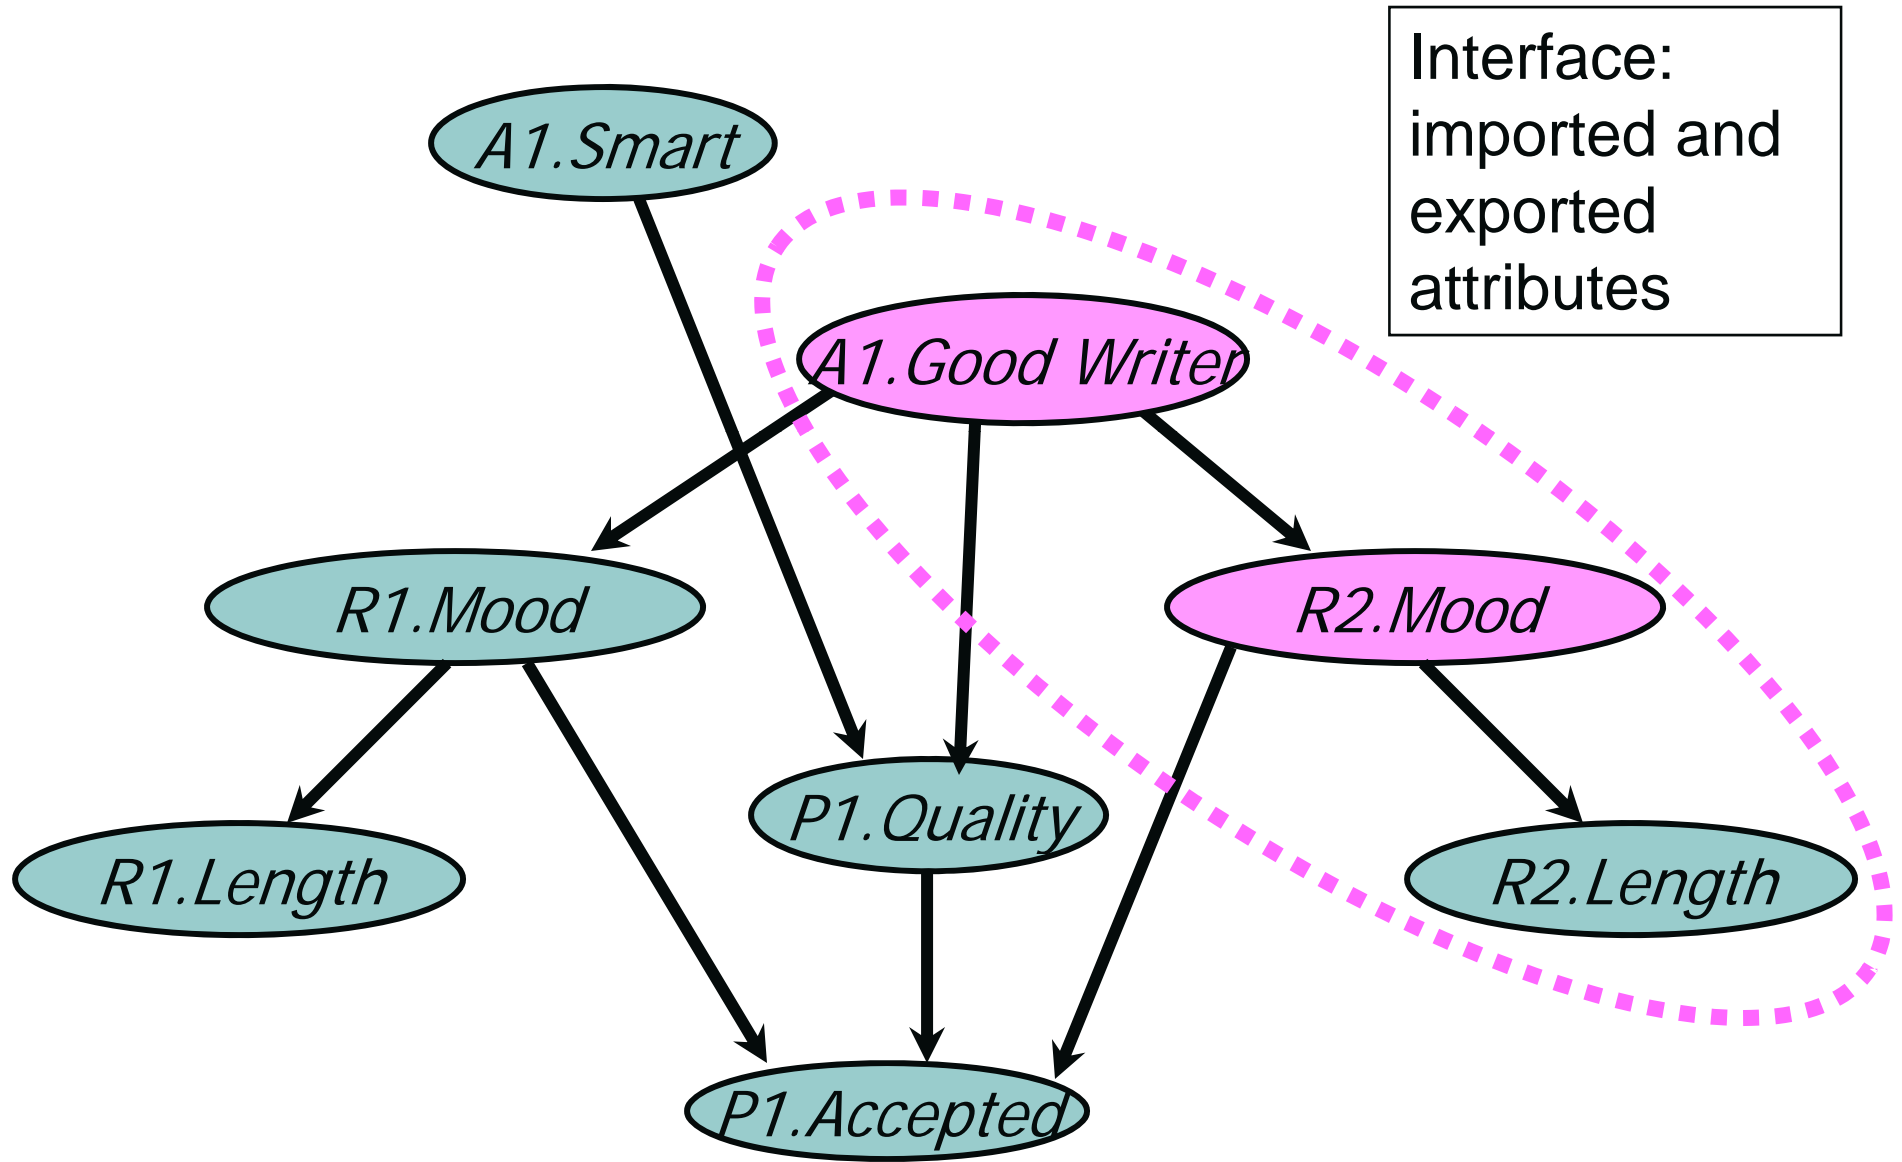 Interface:
imported and
exported
attributes
A1.Smart
A1.Good Writer
R1.Mood
R2.Mood
P1.Quality
R1.Length
R2.Length
P1.Accepted